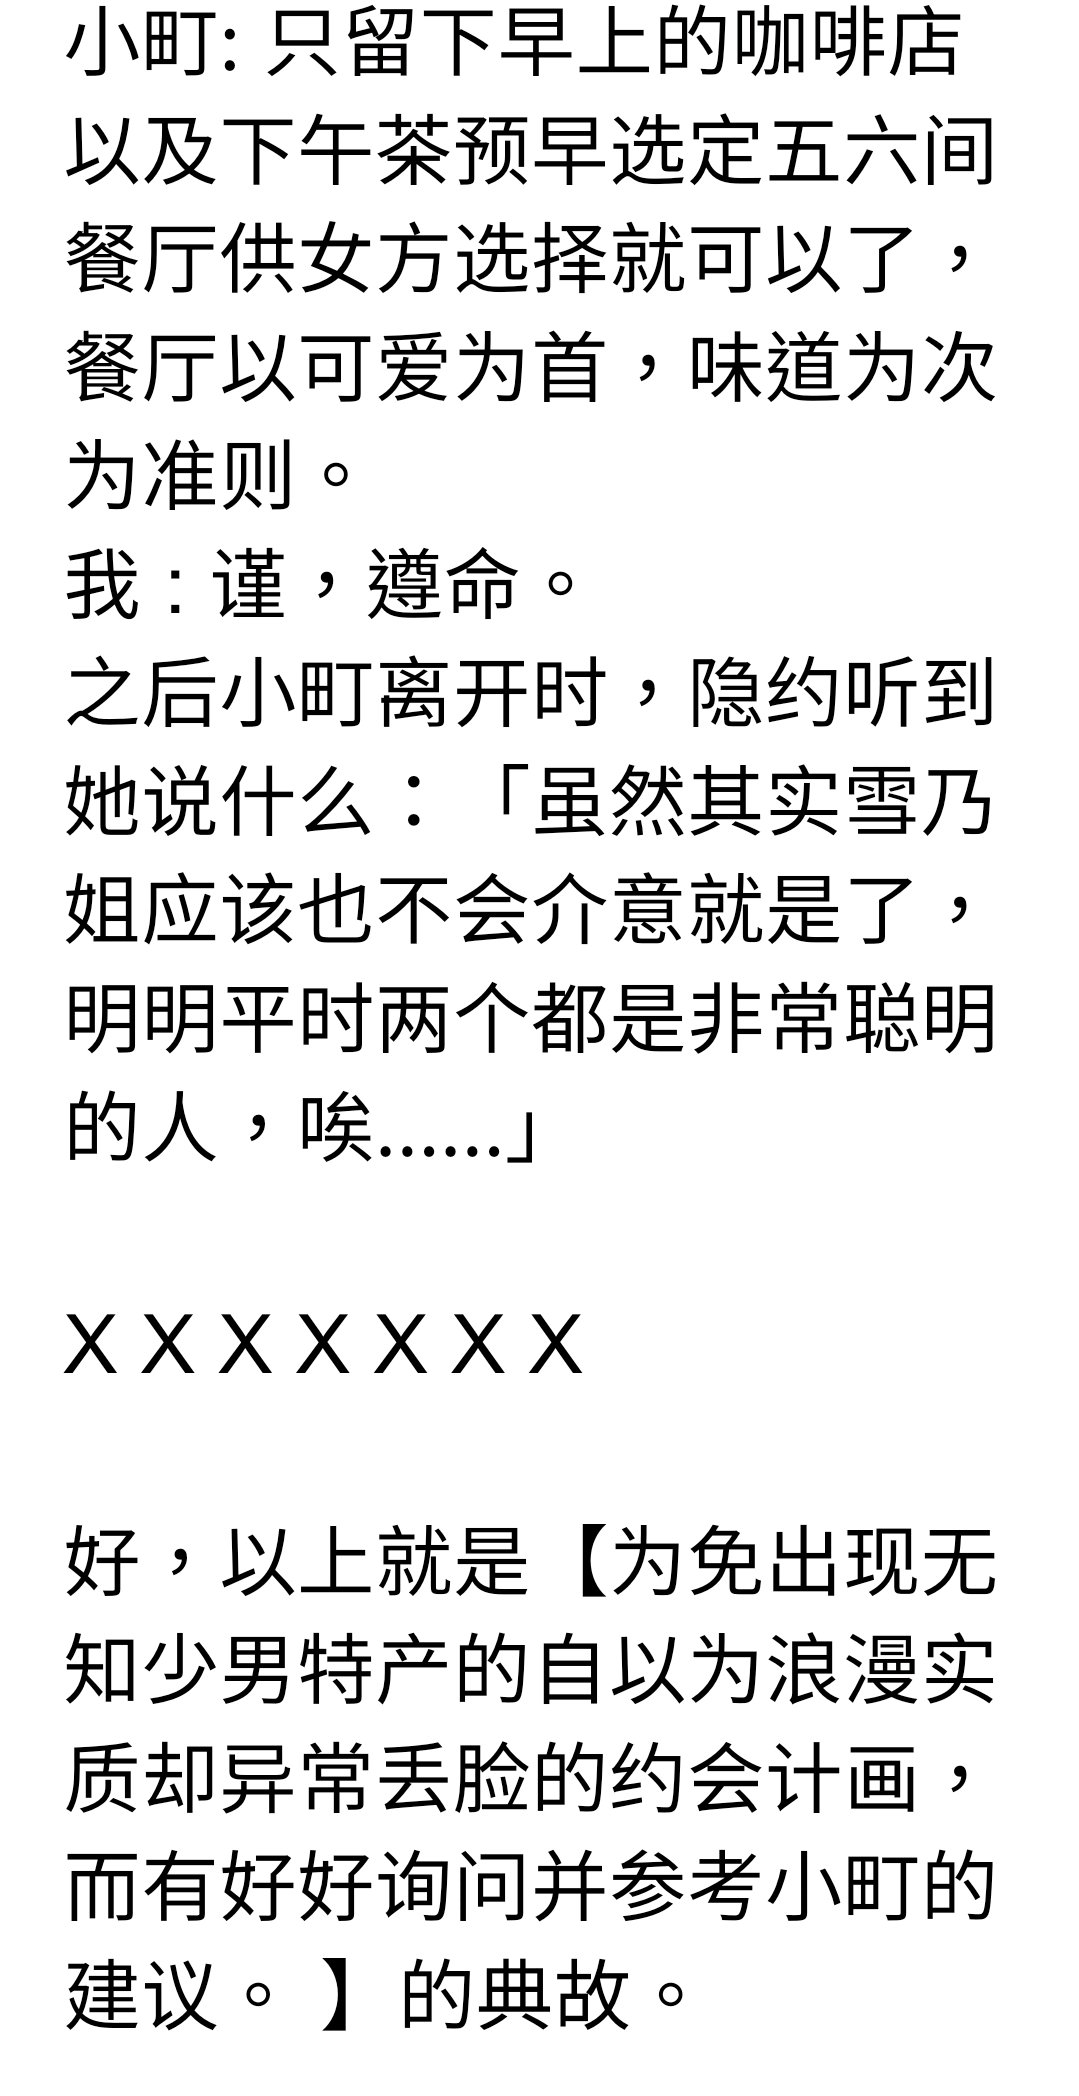 小町: 只留下早上的咖啡店
以及下午茶预早选定五六间
餐厅供女方选择就可以了，
餐厅以可爱为首，味道为次
为准则。
我：谨，遵命。
之后小町离开时，隐约听到
她说什么：「虽然其实雪乃
姐应该也不会介意就是了，
明明平时两个都是非常聪明
的人，唉……」
X X X X X X X
好，以上就是【为免出现无
知少男特产的自以为浪漫实
质却异常丢脸的约会计画，
而有好好询问并参考小町的
建议。 】 的典故。